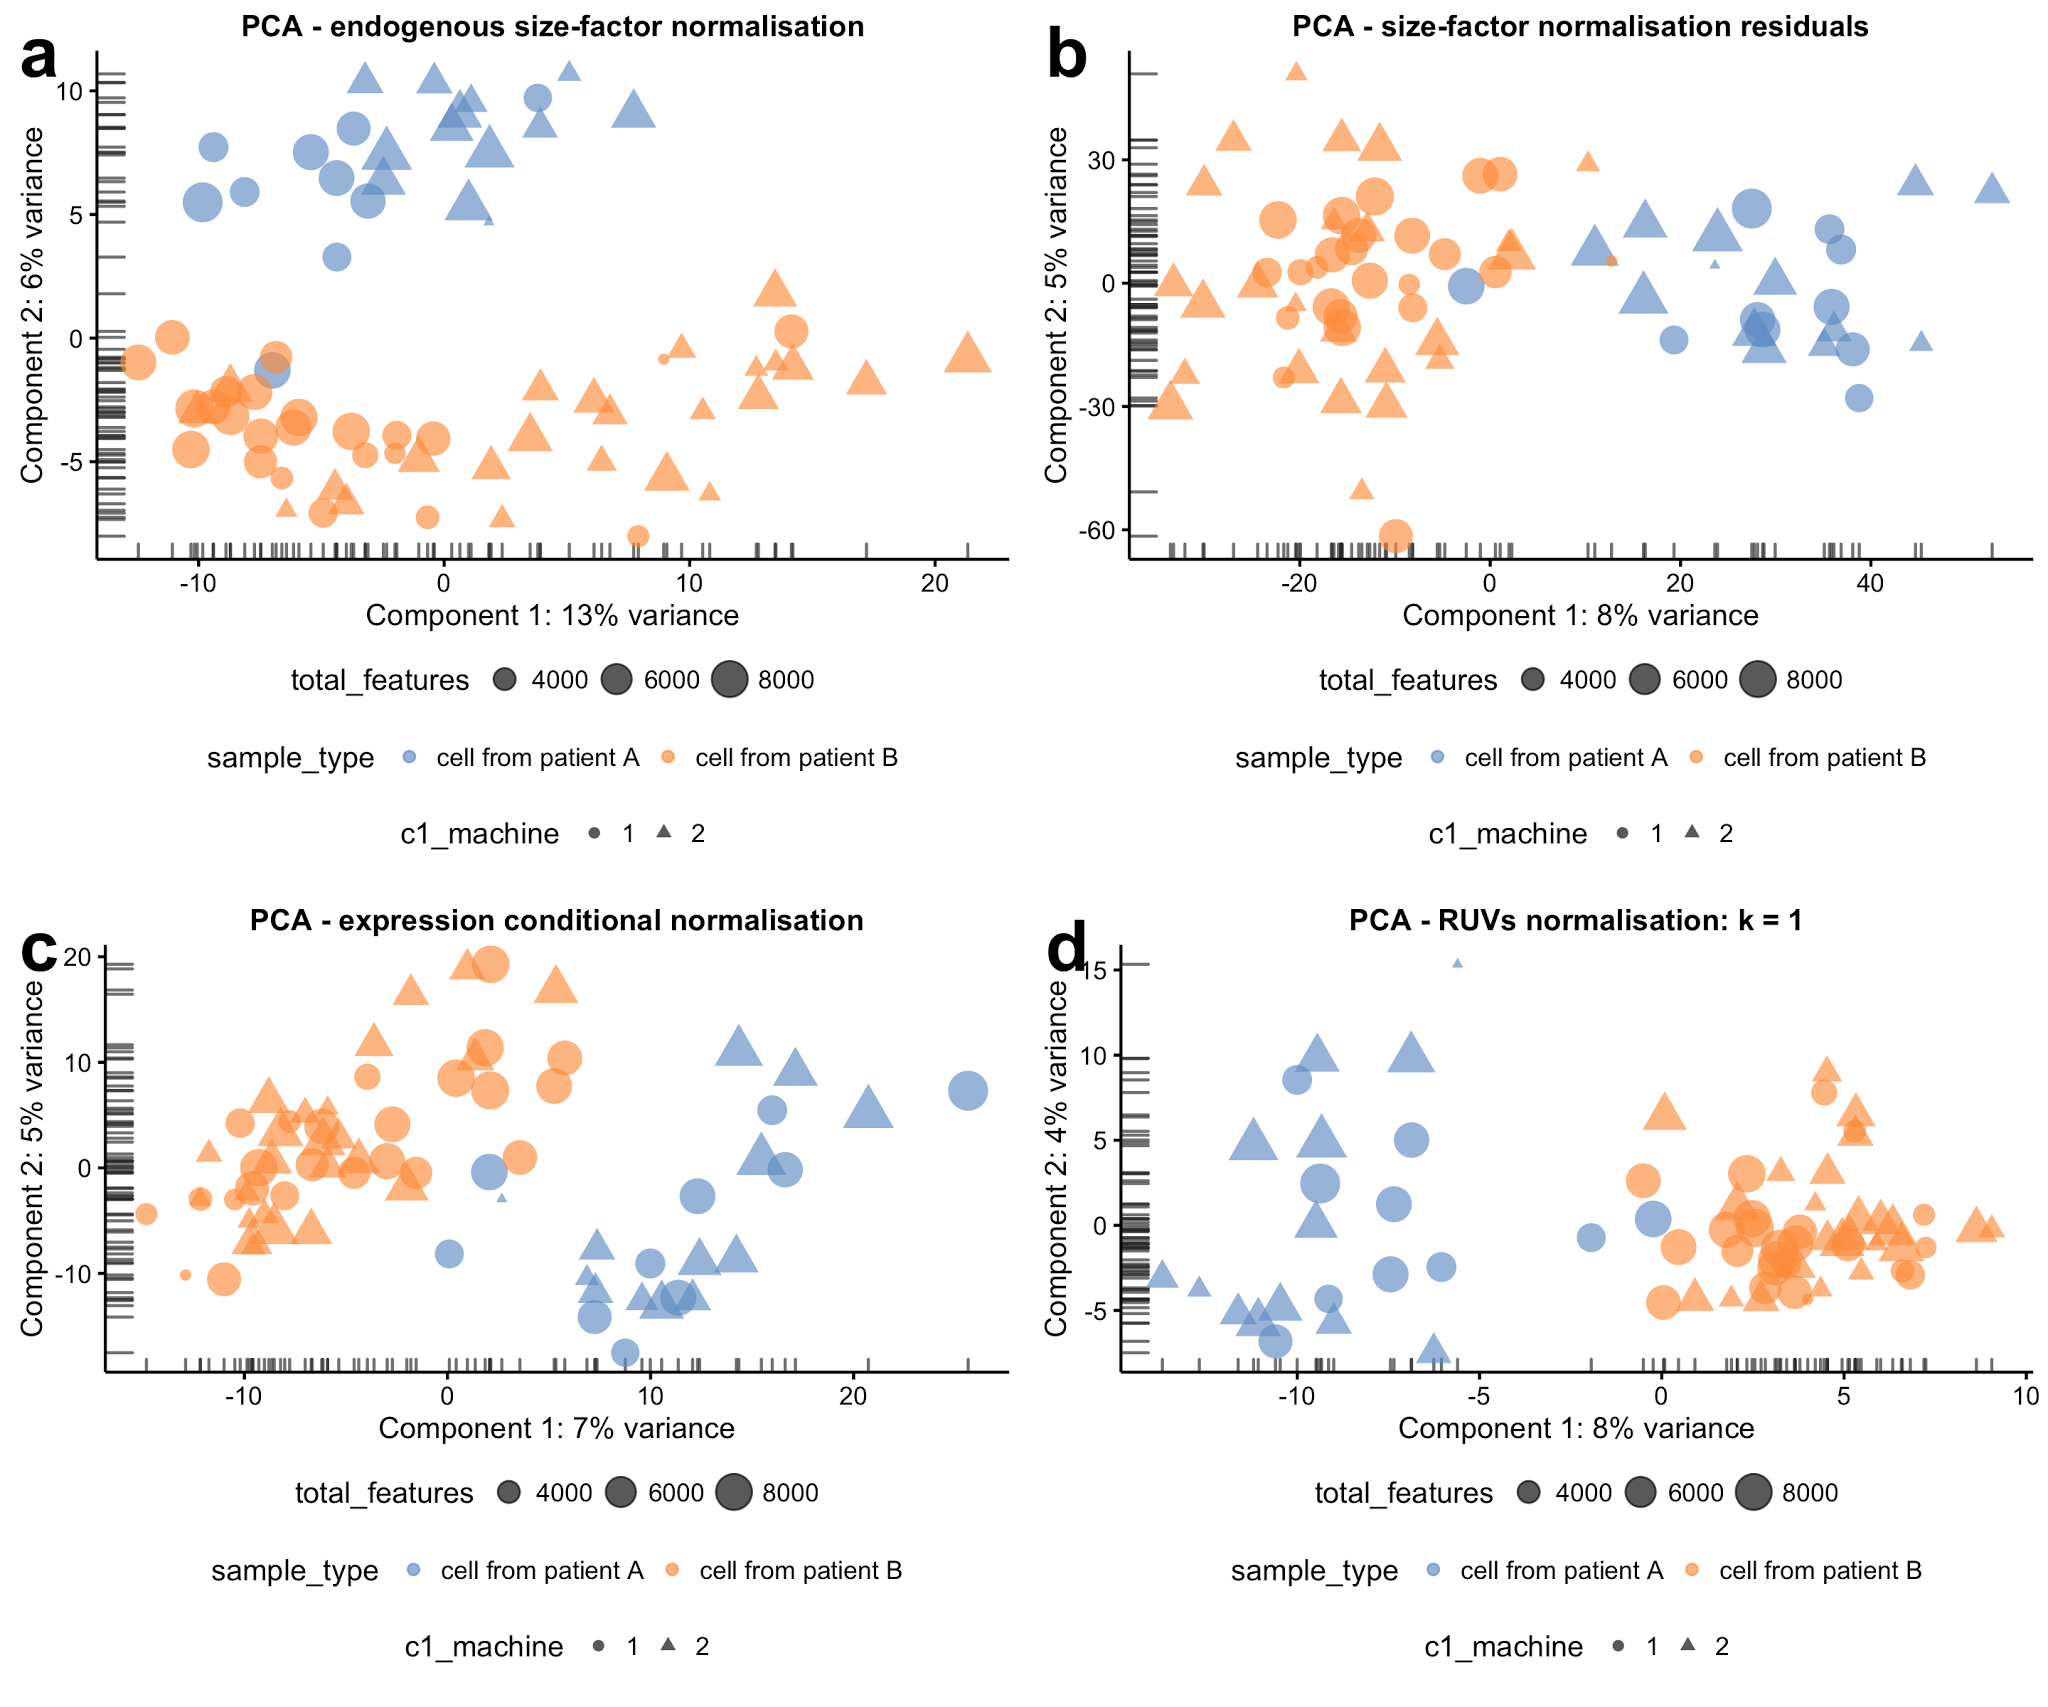 a
PCA - endogenous size-factor normalisation
Component 2: 6% variance
10
5
0
-5
-10
0
10
20
Component 1: 13% variance
total_features 4000 6000 8000
sample_type cell from patient A cell from patient B
c1_machine 1 2
b
PCA - size-factor normalisation residuals
Component 2: 5% variance
30
0
-30
-60
-20
0
20
40
Component 1: 8% variance
total_features 4000 6000 8000
sample_type cell from patient A cell from patient B
c1_machine 1 2
c
PCA - expression conditional normalisation
Component 2: 5% variance
20
10
0
-10
-10
0
10
20
Component 1: 7% variance
total_features 4000 6000 8000
sample_type cell from patient A cell from patient B
c1_machine 1 2
d
PCA - RUVs normalisation: k = 1
Component 2: 4% variance
15
10
5
0
-5
-10
-5
0
5
10
Component 1: 8% variance
total_features 4000 6000 8000
sample_type cell from patient A cell from patient B
c1_machine 1 2